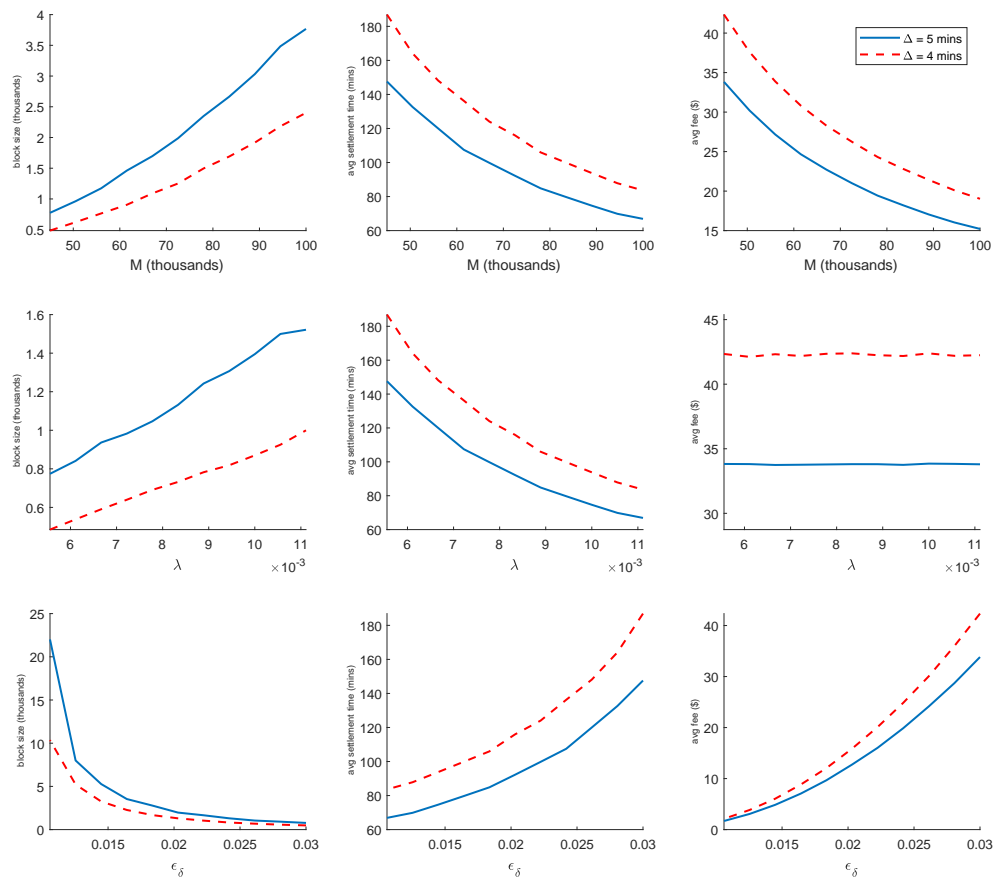 4
3.5
3
2.5
2
1.5
1
0.5
block size (thousands)
50 60 70 80 90 100
M (thousands)
180
160
140
120
100
80
60
avg settlement time (mins)
50 60 70 80 90 100
M (thousands)
40
35
30
25
20
15
avg fee ($)
50 60 70 80 90 100
M (thousands)
Δ = 5 mins
Δ = 4 mins
1.6
1.4
1.2
1
0.8
0.6
block size (thousands)
6 7 8 9 10 11
λ
×10⁻³
180
160
140
120
100
80
60
avg settlement time (mins)
6 7 8 9 10 11
λ
×10⁻³
45
40
35
30
avg fee ($)
6 7 8 9 10 11
λ
×10⁻³
25
20
15
10
5
0
block size (thousands)
0.015 0.02 0.025 0.03
ϵ_δ
180
160
140
120
100
80
60
avg settlement time (mins)
0.015 0.02 0.025 0.03
ϵ_δ
40
30
20
10
0
avg fee ($)
0.015 0.02 0.025 0.03
ϵ_δ